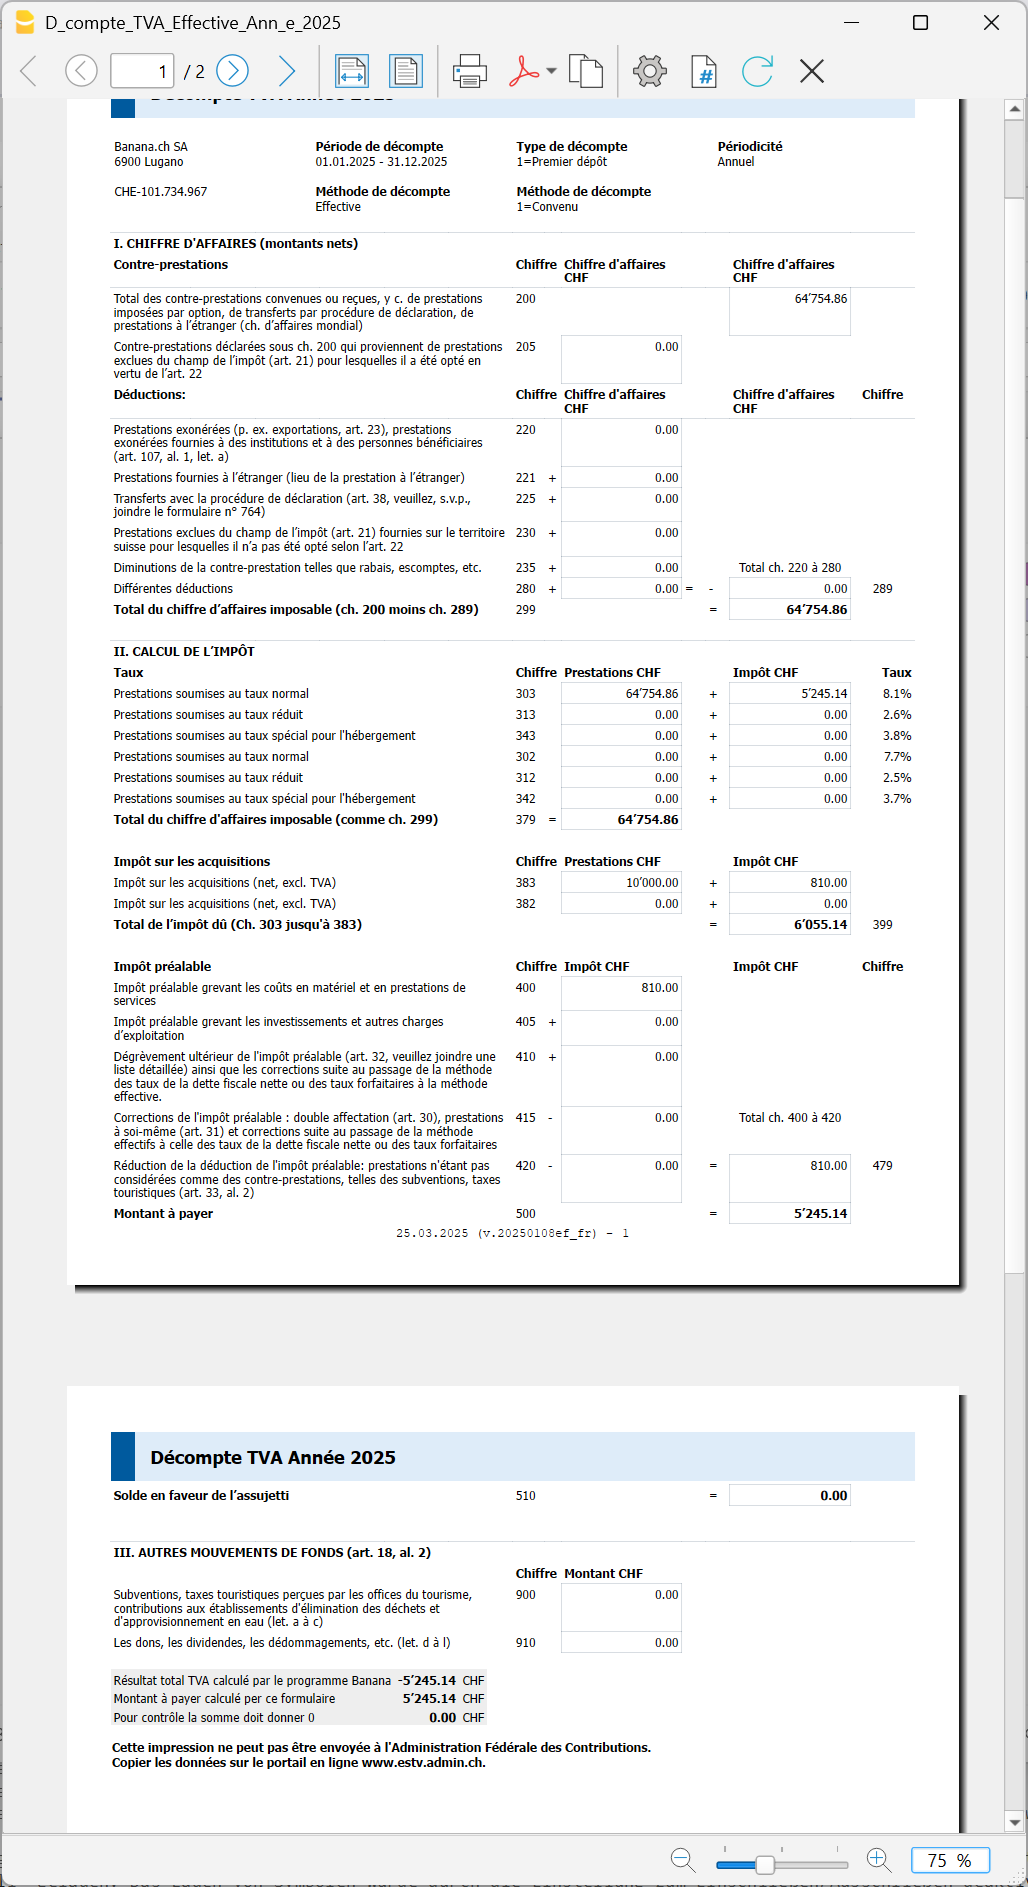 D_compte_TVA_Effective_Ann_e_2025
1 / 2
Banana.ch SA
6900 Lugano
CHE-101.734.967
Période de décompte
01.01.2025 - 31.12.2025
Méthode de décompte
Effective
Type de décompte
1=Premier dépôt
Méthode de décompte
1=Convenu
Périodicité
Annuel
I. CHIFFRE D'AFFAIRES (montants nets)
Contre-prestations Chiffre Chiffre d'affaires CHF Chiffre d'affaires CHF
Total des contre-prestations convenues ou reçues, y c. de prestations 200 64’754.86
imposées par option, de transferts par procédure de déclaration, de
prestations à l'étranger (ch. d’affaires mondial)
Contre-prestations déclarées sous ch. 200 qui proviennent de prestations 205 0.00
exclues du champ de l’impôt (art. 21) pour lesquelles il a été opté en
vertu de l’art. 22
Déductions: Chiffre Chiffre d'affaires CHF Chiffre d'affaires CHF Chiffre
Prestations exonérées (p. ex. exportations, art. 23), prestations 220 0.00
exonérées fournies à des institutions et à des personnes bénéficiaires
(art. 107, al. 1, let. a)
Prestations fournies à l’étranger (lieu de la prestation à l’étranger) 221 + 0.00
Transferts avec la procédure de déclaration (art. 38, veuillez, s.v.p., 225 + 0.00
joindre le formulaire n° 764)
Prestations exclues du champ de l’impôt (art. 21) fournies sur le territoire 230 + 0.00
suisse pour lesquelles il n’a pas été opté selon l’art. 22
Diminutions de la contre-prestation telles que rabais, escomptes, etc. 235 + 0.00 Total ch. 220 à 280
Différentes déductions 280 + 0.00 = - 0.00 289
Total du chiffre d’affaires imposable (ch. 200 moins ch. 289) 299 = 64’754.86
II. CALCUL DE L’IMPÔT
Taux Chiffre Prestations CHF Impôt CHF Taux
Prestations soumises au taux normal 303 64’754.86 + 5’245.14 8.1%
Prestations soumises au taux réduit 313 0.00 + 0.00 2.6%
Prestations soumises au taux spécial pour l'hébergement 343 0.00 + 0.00 3.8%
Prestations soumises au taux normal 302 0.00 + 0.00 7.7%
Prestations soumises au taux réduit 312 0.00 + 0.00 2.5%
Prestations soumises au taux spécial pour l'hébergement 342 0.00 + 0.00 3.7%
Total du chiffre d'affaires imposable (comme ch. 299) 379 = 64’754.86
Impôt sur les acquisitions Chiffre Prestations CHF Impôt CHF
Impôt sur les acquisitions (net, excl. TVA) 383 10’000.00 + 810.00
Impôt sur les acquisitions (net, excl. TVA) 382 0.00 + 0.00
Total de l’impôt dû (Ch. 303 jusqu'à 383) = 6’055.14 399
Impôt préalable Chiffre Impôt CHF Impôt CHF Chiffre
Impôt préalable grevant les coûts en matériel et en prestations de 400 810.00
services
Impôt préalable grevant les investissements et autres charges 405 + 0.00
d’exploitation
Dégrèvement ultérieur de l'impôt préalable (art. 32, veuillez joindre une 410 + 0.00
liste détaillée) ainsi que les corrections suite au passage de la méthode
des taux de la dette fiscale nette ou des taux forfaitaires à la méthode
effective.
Corrections de l'impôt préalable : double affectation (art. 30), prestations 415 - 0.00 Total ch. 400 à 420
à soi-même (art. 31) et corrections suite au passage de la méthode
effectifs à celle des taux de la dette fiscale nette ou des taux forfaitaires
Réduction de la déduction de l'impôt préalable: prestations n'étant pas 420 - 0.00 = 810.00 479
considérées comme des contre-prestations, telles des subventions, taxes
touristiques (art. 33, al. 2)
Montant à payer 500 = 5’245.14
25.03.2025 (v.20250108ef_fr) - 1
Décompte TVA Année 2025
Solde en faveur de l’assujetti 510 = 0.00
III. AUTRES MOUVEMENTS DE FONDS (art. 18, al. 2)
Chiffre Montant CHF
Subventions, taxes touristiques perçues par les offices du tourisme, 900 0.00
contributions aux établissements d'élimination des déchets et
d'approvisionnement en eau (let. a à c)
Les dons, les dividendes, les dédommagements, etc. (let. d à l) 910 0.00
Résultat total TVA calculé par le programme Banana -5’245.14 CHF
Montant à payer calculé per ce formulaire 5’245.14 CHF
Pour contrôle la somme doit donner 0 0.00 CHF
Cette impression ne peut pas être envoyée à l'Administration Fédérale des Contributions.
Copier les données sur le portail en ligne www.estv.admin.ch.
75 %